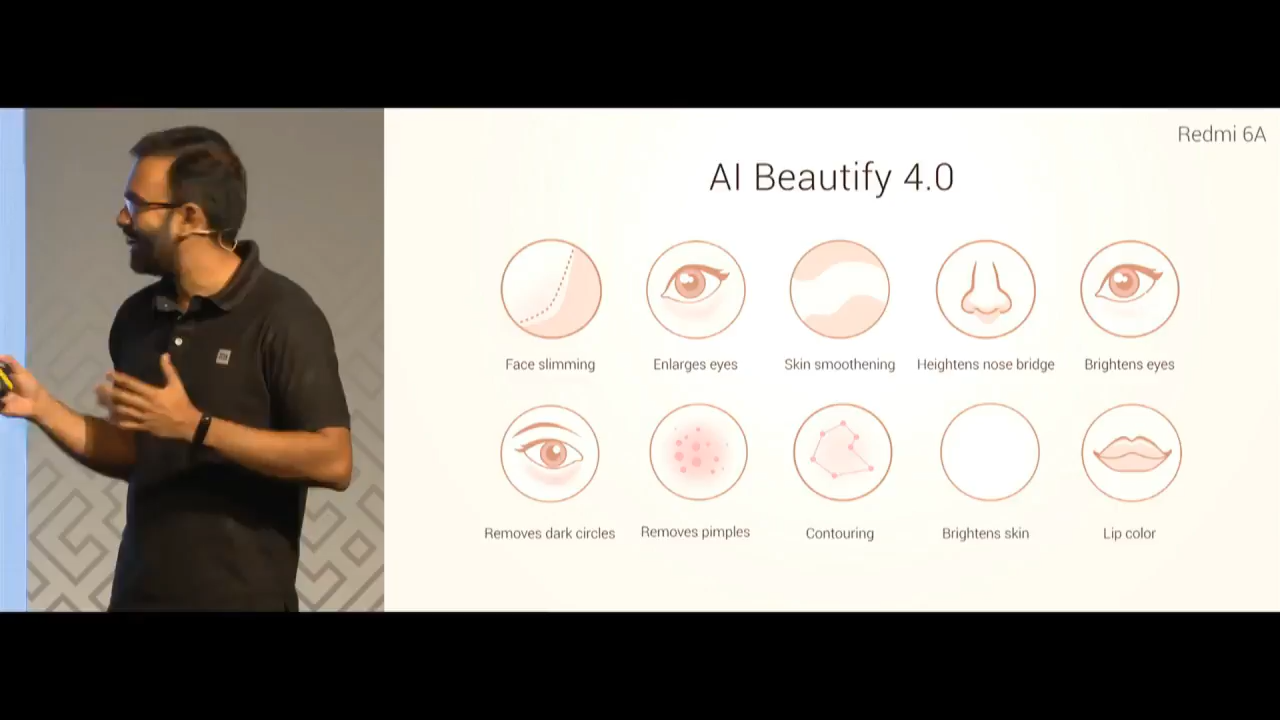 Redmi 6A
AI Beautify 4.0
Face slimming
Enlarges eyes
Skin smoothening
Heightens nose bridge
Brightens eyes
Removes dark circles
Removes pimples
Contouring
Brightens skin
Lip color